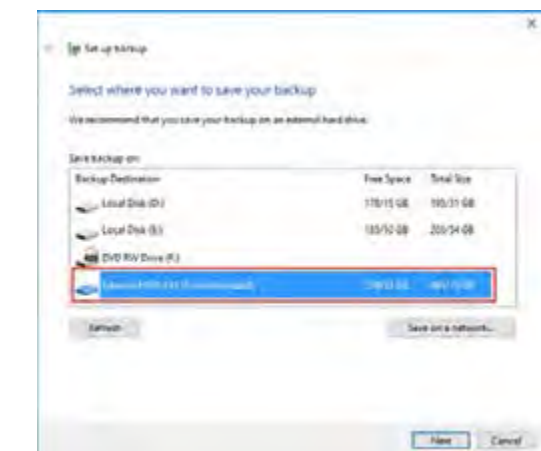 Set up backup
Select where you want to save your backup
We recommend that you save your backup on an external hard drive.
Save backup on:
Backup Destination Free Space Total Size
Local Disk (D:)
Local Disk (E:)
DVD RW Drive (F:)
Refresh Save on a network...
Next Cancel